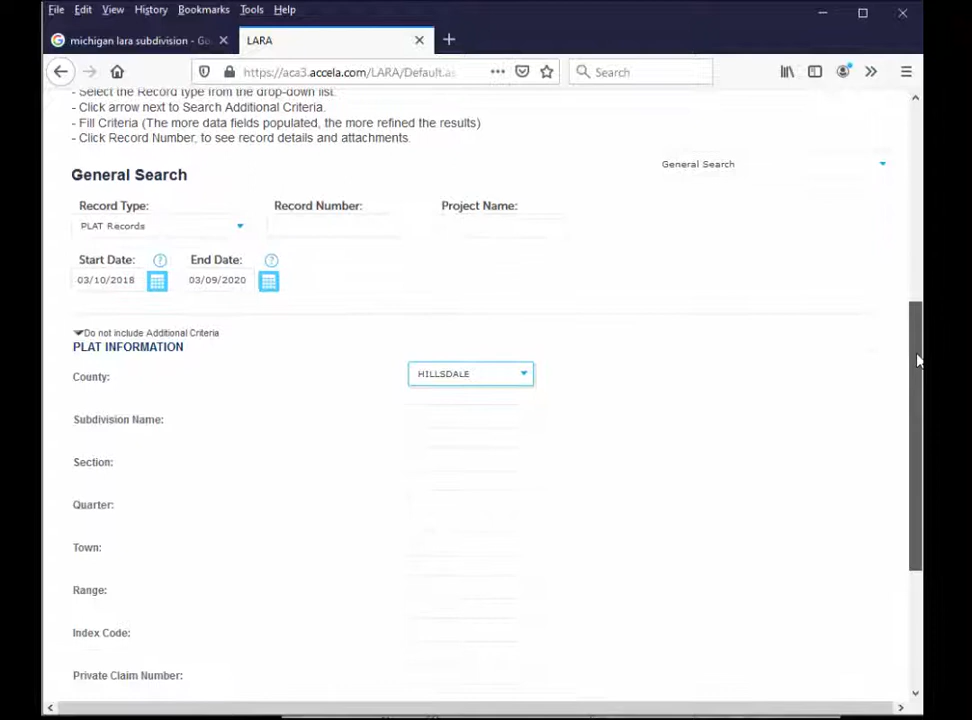 File Edit View History Bookmarks Tools Help
michigan lara subdivision - Go
LARA
https://aca3.accela.com/LARA/Default.as
Search
- Select the Record type from the drop-down list.
- Click arrow next to Search Additional Criteria.
- Fill Criteria (The more data fields populated, the more refined the results)
- Click Record Number, to see record details and attachments.
General Search
General Search
Record Type: Record Number: Project Name:
PLAT Records
Start Date: ? End Date: ?
03/10/2018 03/09/2020
Do not include Additional Criteria
PLAT INFORMATION
County: HILLSDALE
Subdivision Name:
Section:
Quarter:
Town:
Range:
Index Code:
Private Claim Number: